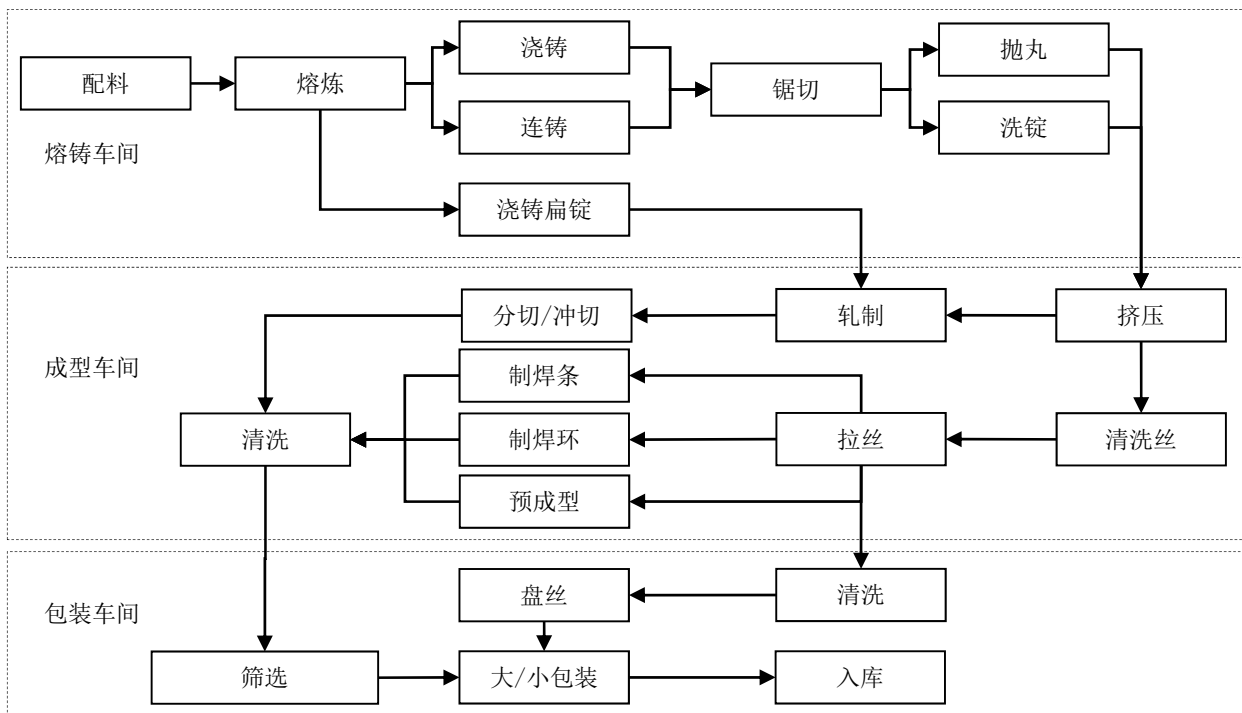 浇铸
抛丸
配料
熔炼
锯切
连铸
洗锭
熔铸车间
浇铸扁锭
分切/冲切
轧制
挤压
成型车间
制焊条
清洗
制焊环
拉丝
清洗丝
预成型
盘丝
清洗
包装车间
筛选
大/小包装
入库